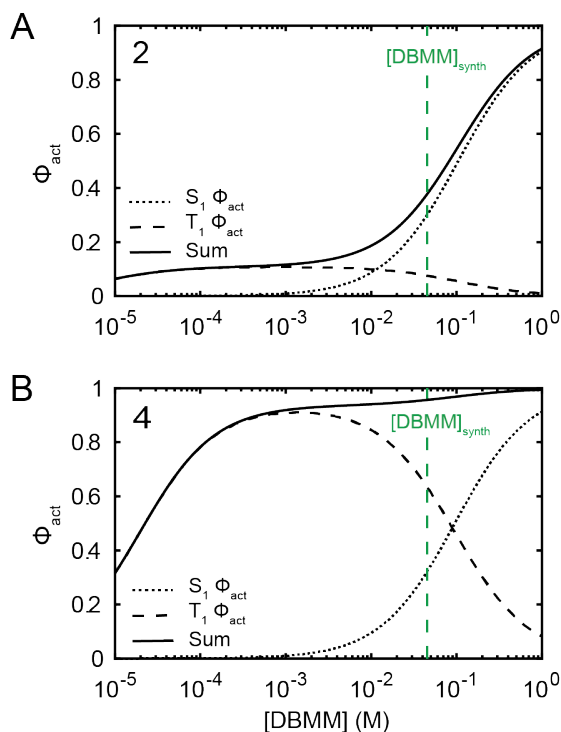 A
2
[DBMM]synth
1
0.8
0.6
0.4
0.2
0
Φact
S1 Φact
T1 Φact
Sum
10-5 10-4 10-3 10-2 10-1 100
B
4
[DBMM]synth
1
0.8
0.6
0.4
0.2
0
Φact
S1 Φact
T1 Φact
Sum
10-5 10-4 10-3 10-2 10-1 100
[DBMM] (M)